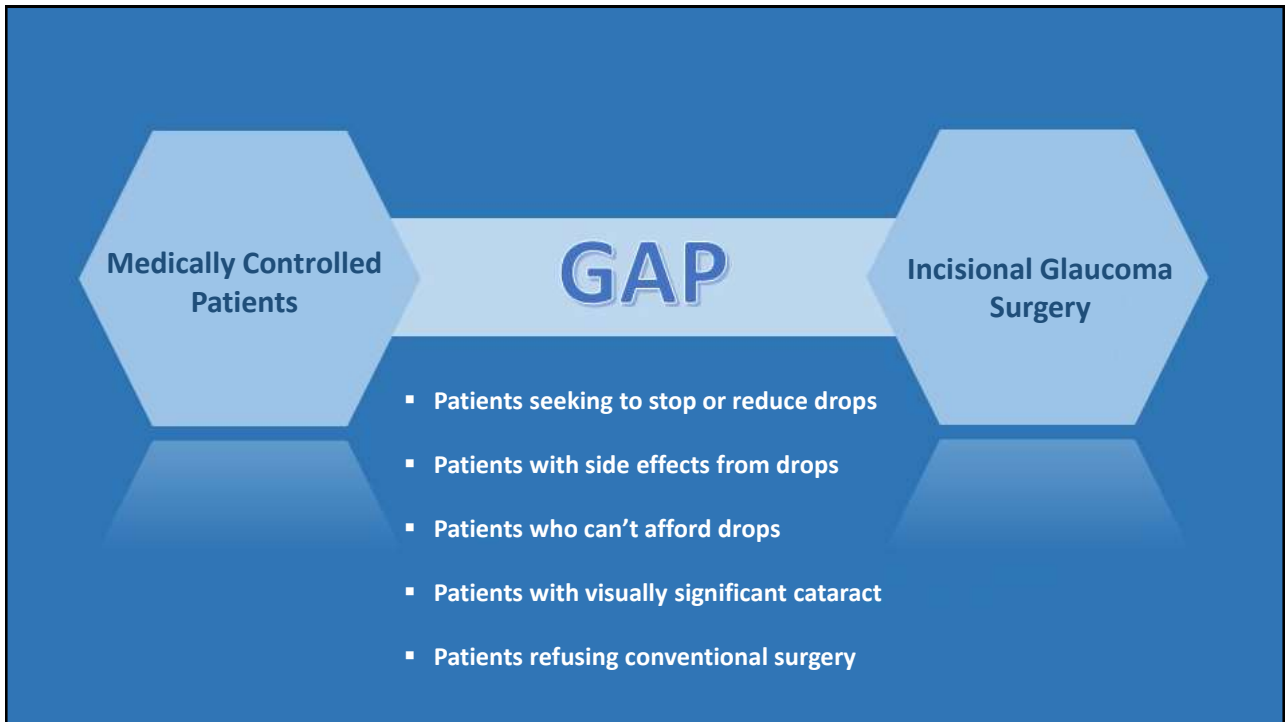 Medically Controlled
Patients
GAP
Incisional Glaucoma
Surgery
▪ Patients seeking to stop or reduce drops
▪ Patients with side effects from drops
▪ Patients who can’t afford drops
▪ Patients with visually significant cataract
▪ Patients refusing conventional surgery